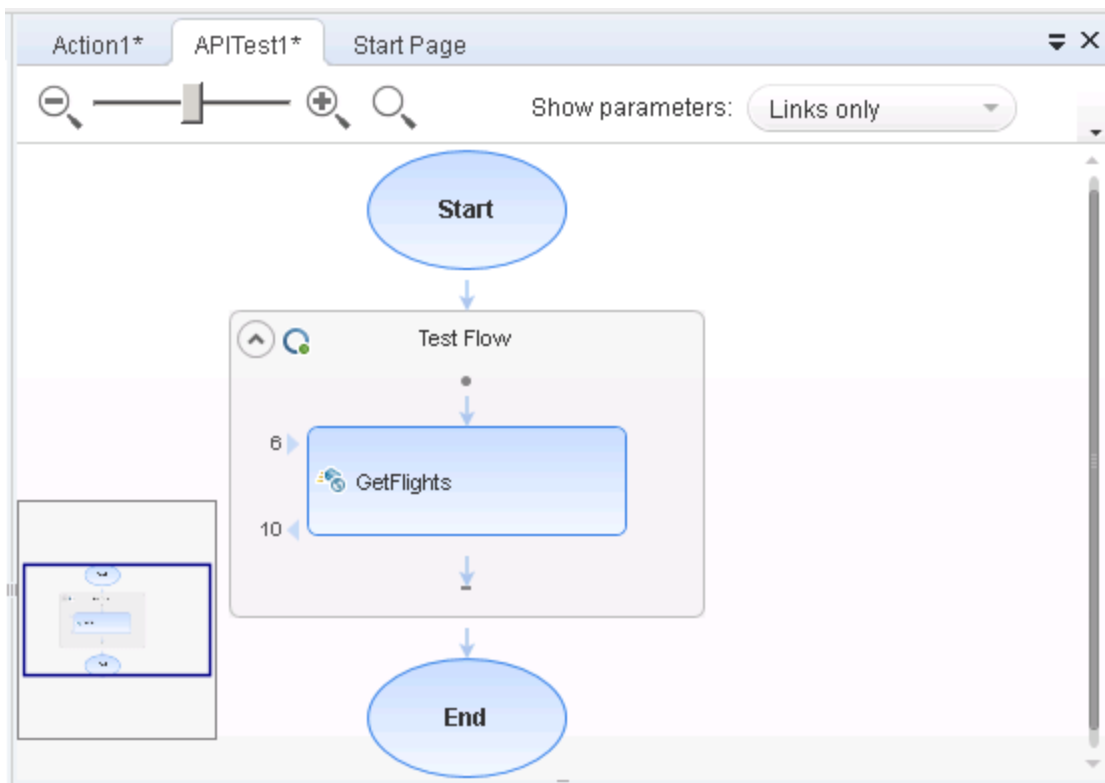 Action1* APITest1* Start Page
Show parameters: Links only
Start
Test Flow
6
GetFlights
10
End